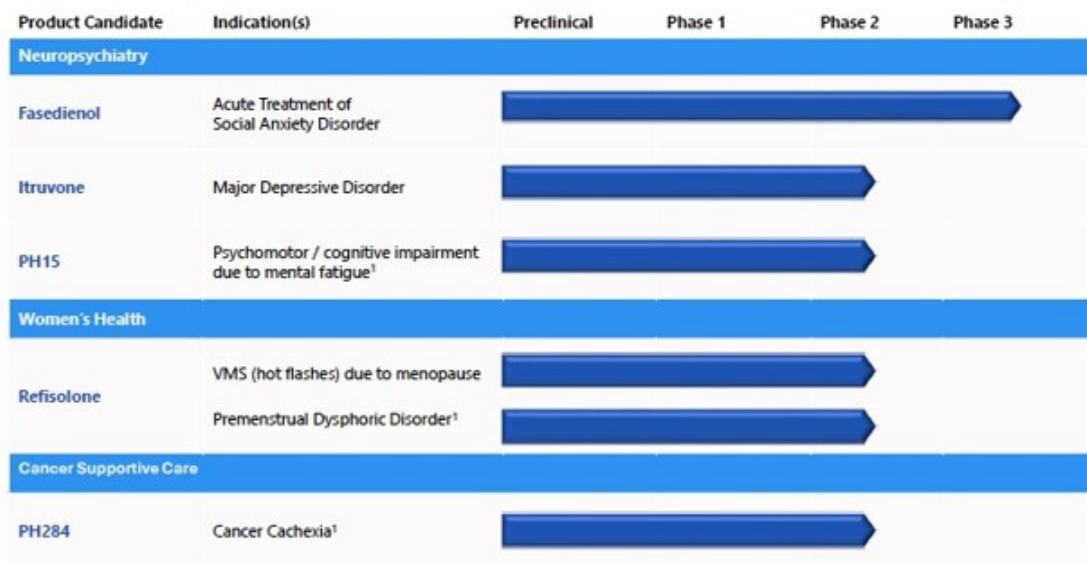 Product Candidate Indication(s) Preclinical Phase 1 Phase 2 Phase 3
Neuropsychiatry
Fasedienol Acute Treatment of
Social Anxiety Disorder
Itruvone Major Depressive Disorder
PH15 Psychomotor / cognitive impairment
due to mental fatigue¹
Women's Health
Refisolone
VMS (hot flashes) due to menopause
Premenstrual Dysphoric Disorder¹
Cancer Supportive Care
PH284 Cancer Cachexia¹